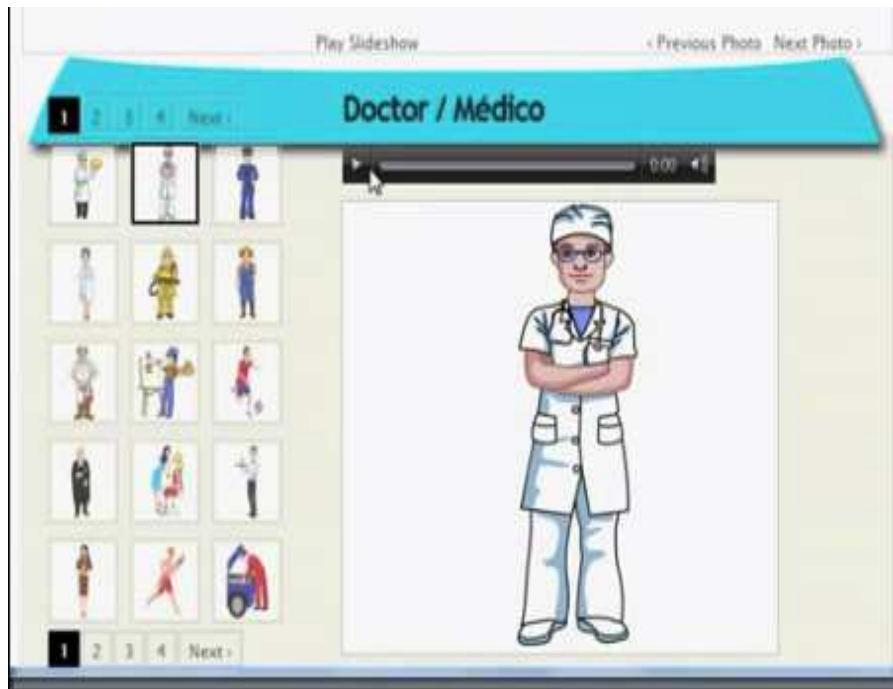 Play Slideshow
‹ Previous Photo Next Photo ›
Doctor / Médico
1 2 3 4 Next ›
0:00
1 2 3 4 Next ›